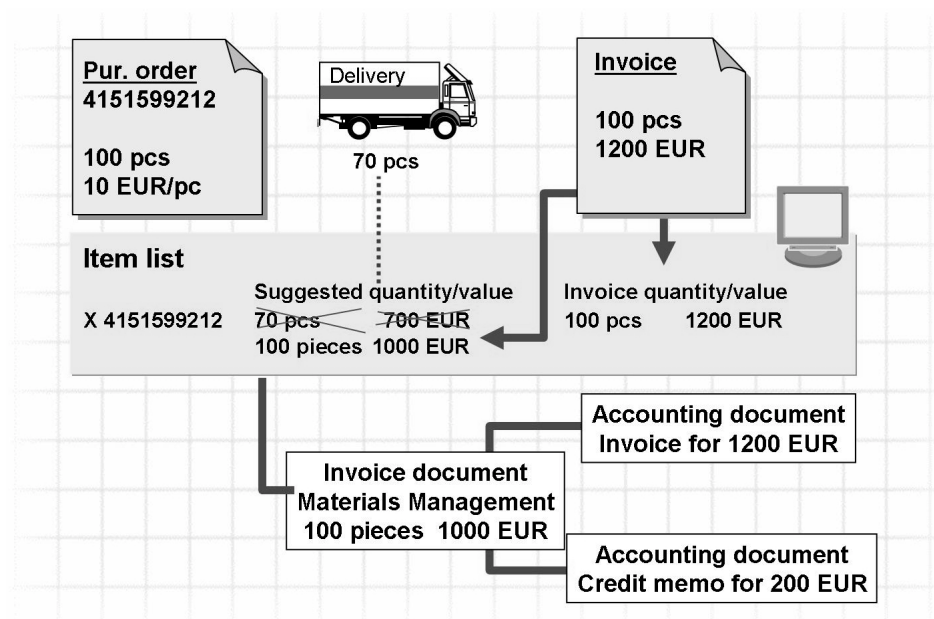 Pur. order
4151599212
100 pcs
10 EUR/pc
Delivery
70 pcs
Invoice
100 pcs
1200 EUR
Item list
Suggested quantity/value
Invoice quantity/value
X 4151599212
70 pcs 700 EUR
100 pcs 1200 EUR
100 pieces 1000 EUR
Accounting document
Invoice for 1200 EUR
Invoice document
Materials Management
100 pieces 1000 EUR
Accounting document
Credit memo for 200 EUR